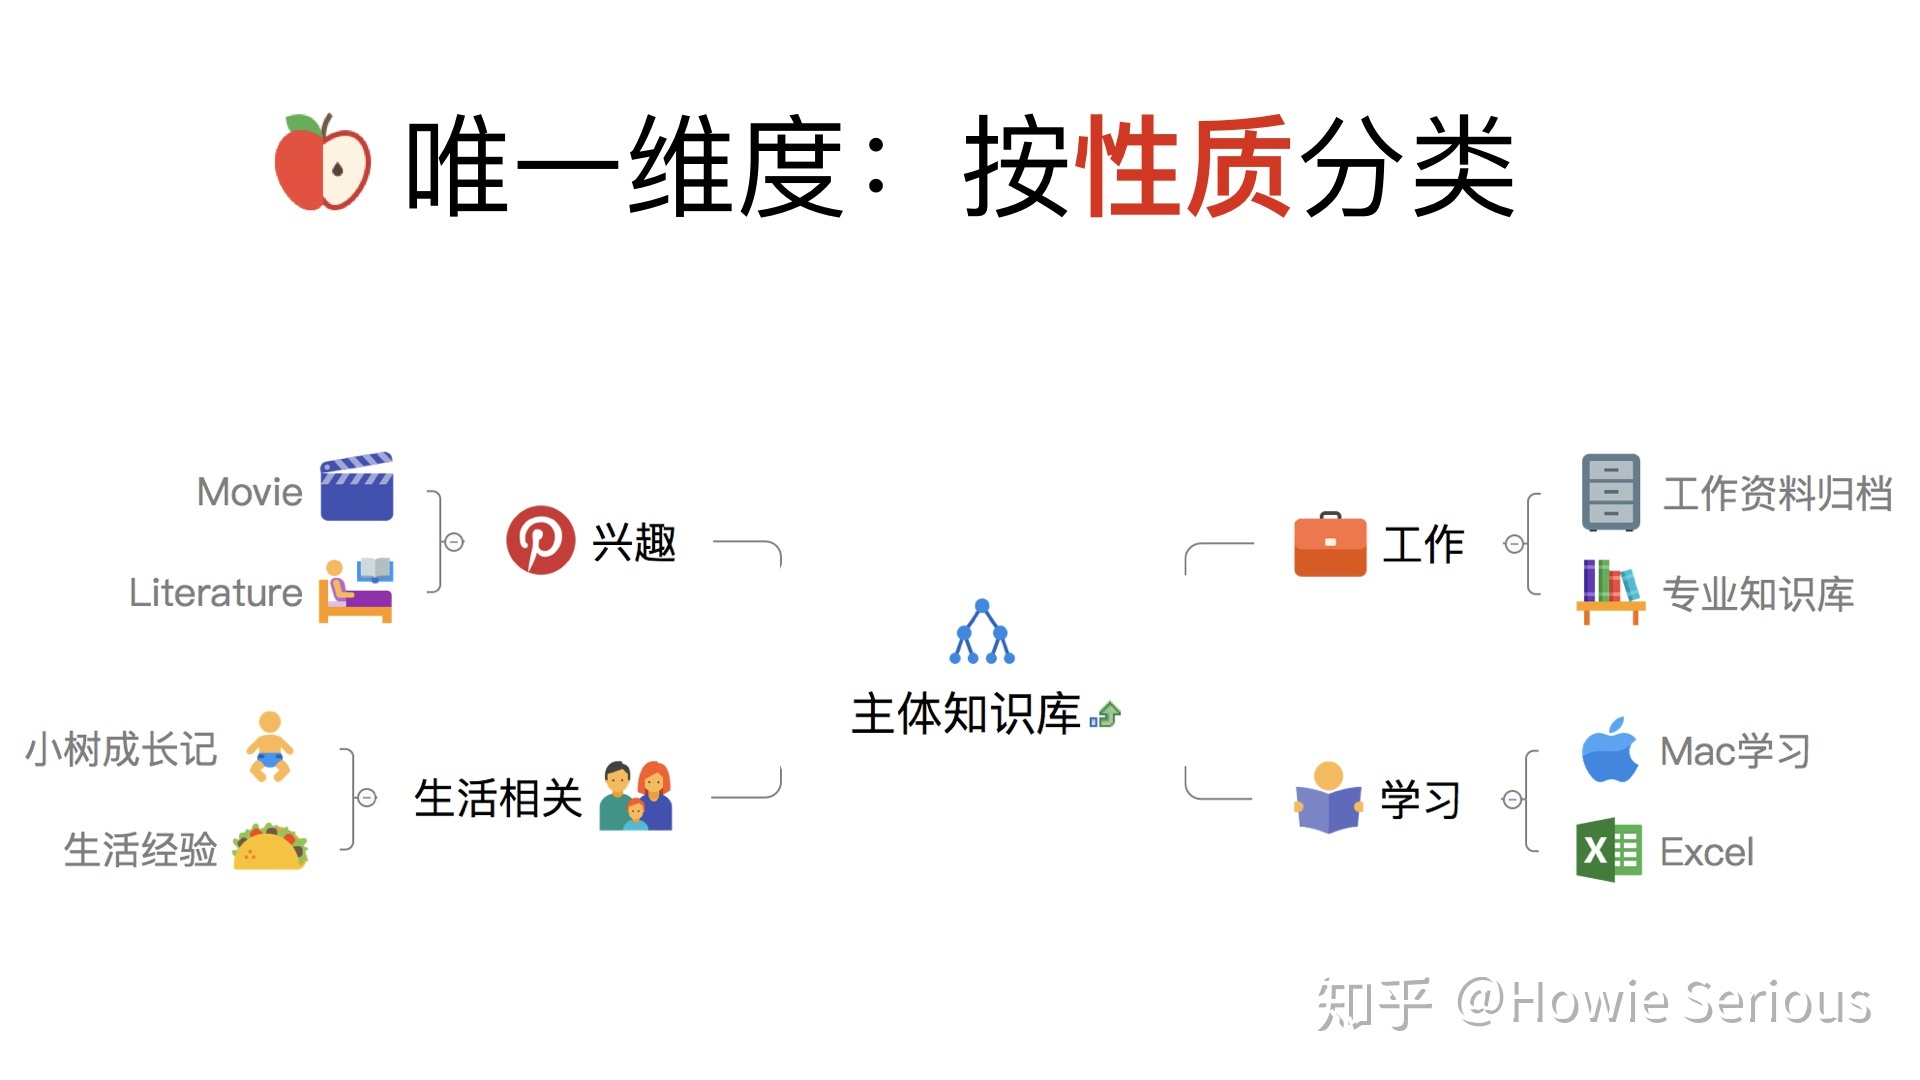 唯一维度：按性质分类
Movie
Literature
兴趣
小树成长记
生活经验
生活相关
主体知识库
工作
工作资料归档
专业知识库
学习
Mac学习
X
Excel
知乎 @Howie Serious